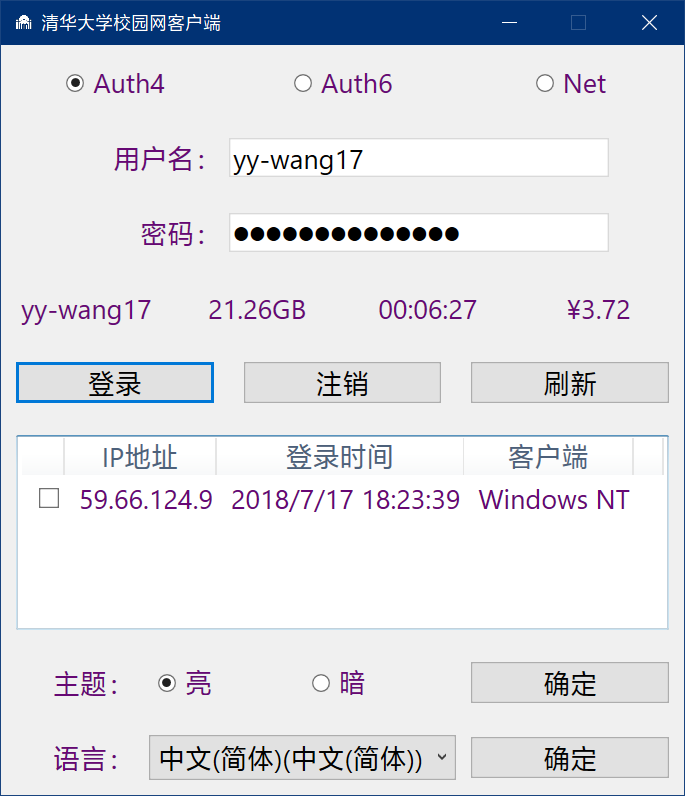 清华大学校园网客户端
Auth4 Auth6 Net
用户名: yy-wang17
密码: ●●●●●●●●●●●●●●
yy-wang17 21.26GB 00:06:27 ¥3.72
登录 注销 刷新
IP地址 登录时间 客户端
59.66.124.9 2018/7/17 18:23:39 Windows NT
主题: 亮 暗 确定
语言: 中文(简体)(中文(简体)) 确定